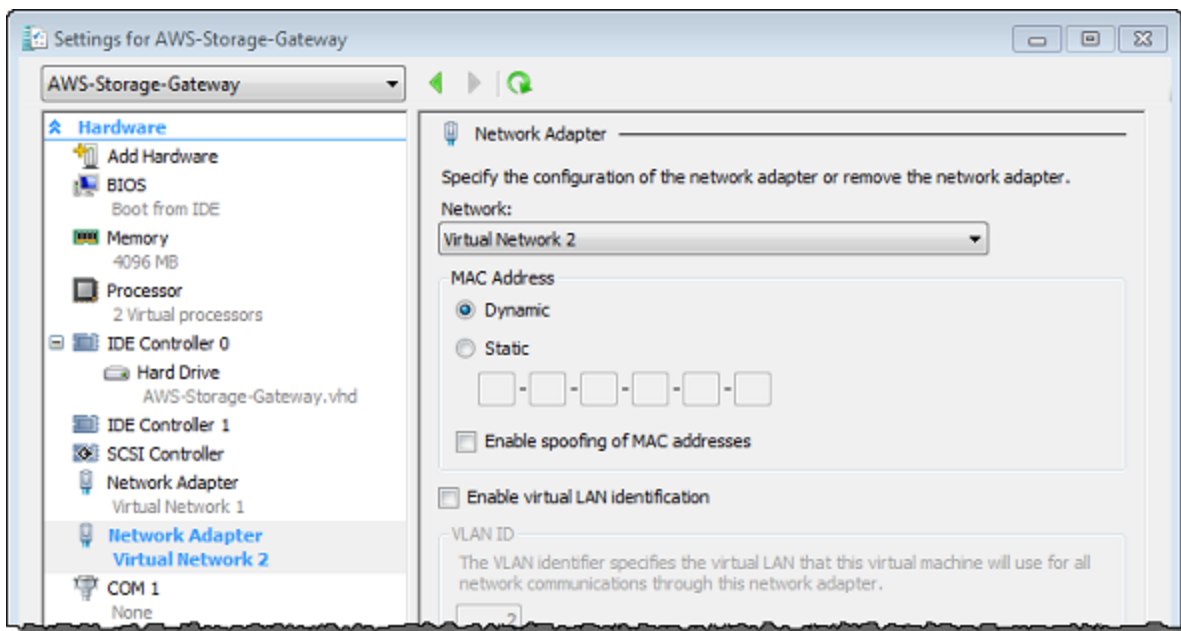 Settings for AWS-Storage-Gateway
AWS-Storage-Gateway
Hardware
Add Hardware
BIOS
Boot from IDE
Memory
4096 MB
Processor
2 Virtual processors
IDE Controller 0
Hard Drive
AWS-Storage-Gateway.vhd
IDE Controller 1
SCSI Controller
Network Adapter
Virtual Network 1
Network Adapter
Virtual Network 2
COM 1
None
Network Adapter
Specify the configuration of the network adapter or remove the network adapter.
Network:
Virtual Network 2
MAC Address
Dynamic
Static
- - - - -
Enable spoofing of MAC addresses
Enable virtual LAN identification
VLAN ID
The VLAN identifier specifies the virtual LAN that this virtual machine will use for all
network communications through this network adapter.
2